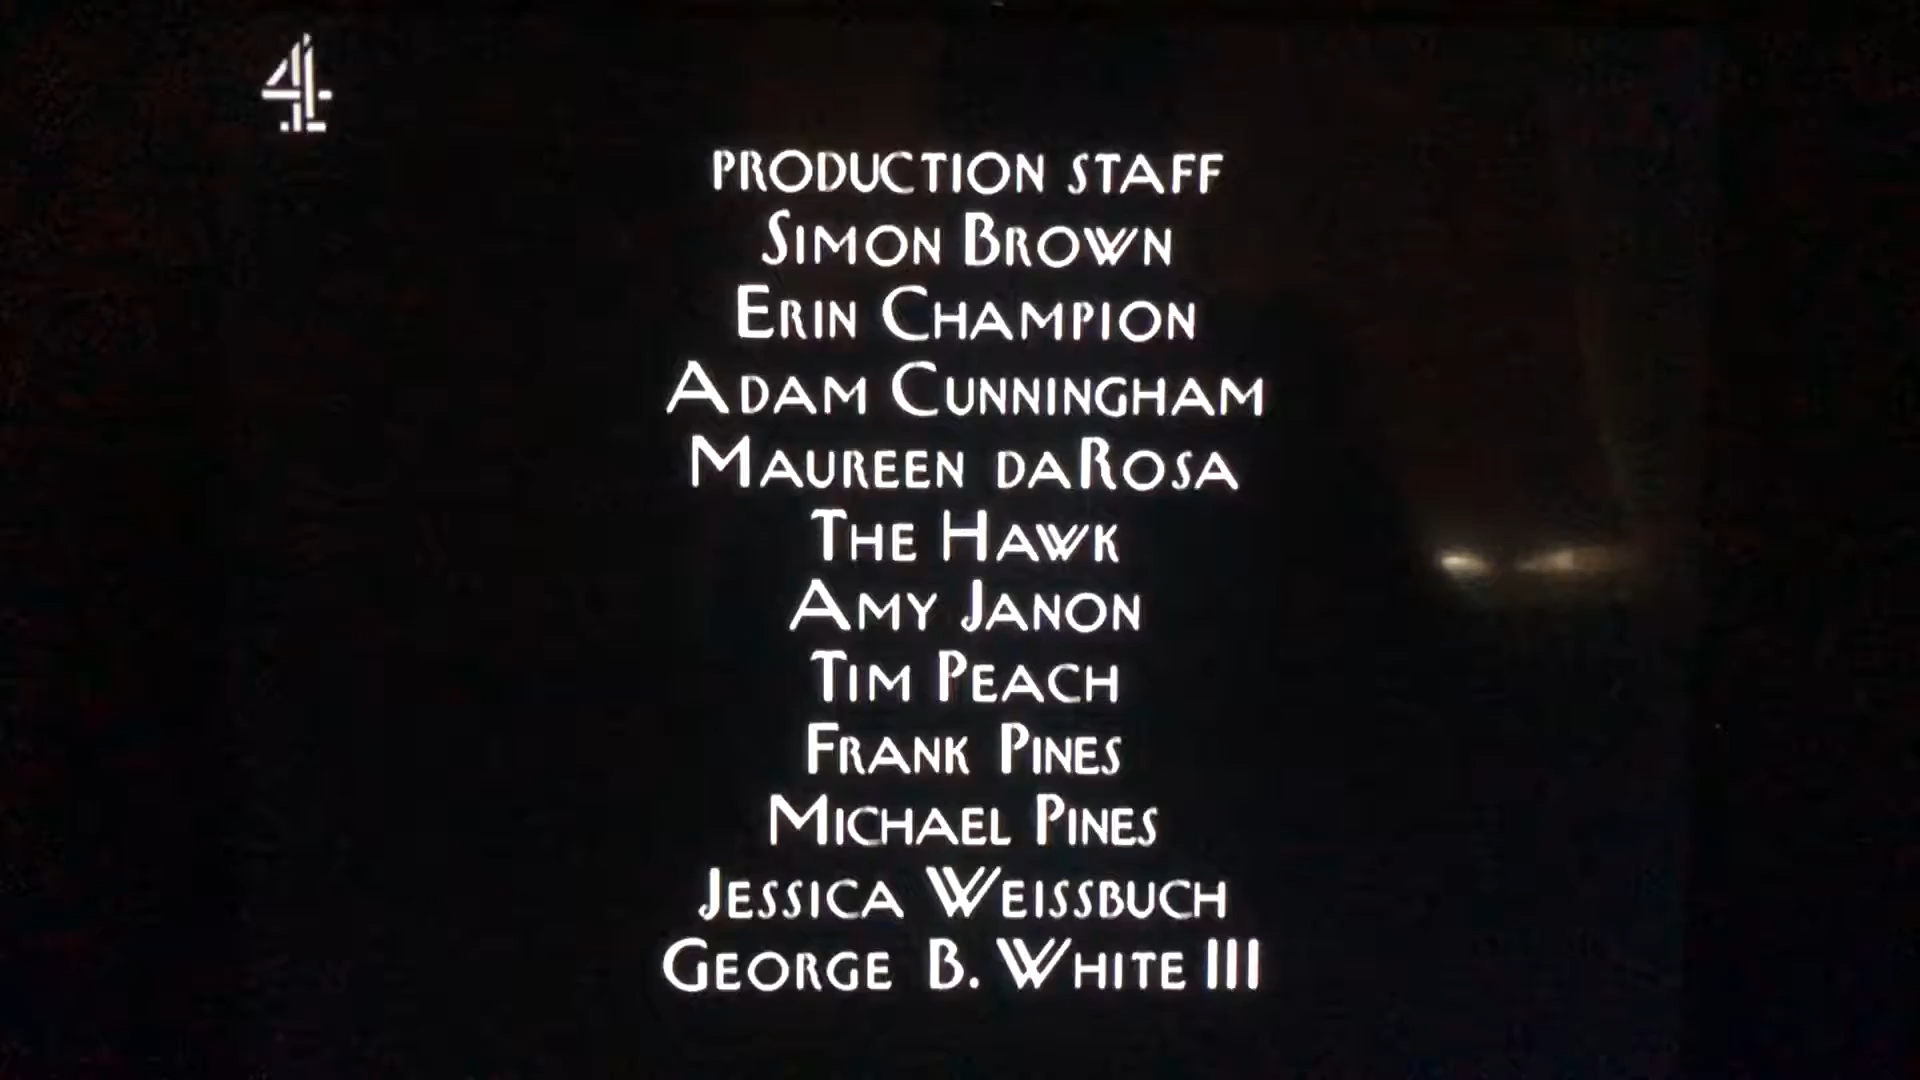 4
PRODUCTION STAFF
SIMON BROWN
ERIN CHAMPION
ADAM CUNNINGHAM
MAUREEN DAROSA
THE HAWK
AMY JANON
TIM PEACH
FRANK PINES
MICHAEL PINES
JESSICA WEISSBUCH
GEORGE B. WHITE III